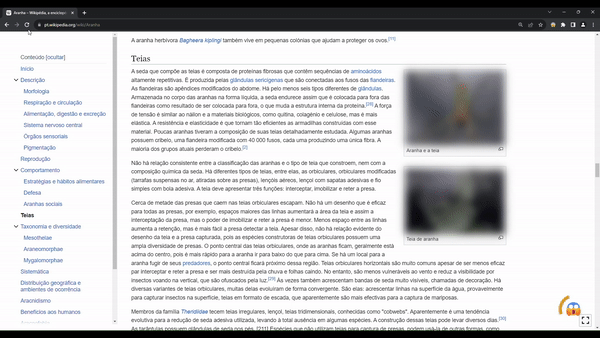 Aranha – Wikipédia, a enciclopé
pt.wikipedia.org/wiki/Aranha
A aranha herbívora Bagheera kiplingi também vive em pequenas colónias que ajudam a proteger os ovos.
Conteúdo [ocultar]
Início
Descrição
Morfologia
Respiração e circulação
Alimentação, digestão e excreção
Sistema nervoso central
Órgãos sensoriais
Pigmentação
Reprodução
Comportamento
Estratégias e hábitos alimentares
Defesa
Aranhas sociais
Teias
Taxonomia e diversidade
Mesothelae
Araneomorphae
Mygalomorphae
Sistemática
Distribuição geográfica e
ambientes de ocorrência
Aracnidismo
Benefícios aos humanos
Teias
A seda que compõe as teias é composta de proteínas fibrosas que contêm sequências de aminoácidos
altamente repetitivas. É produzida pelas glândulas sericígenas que são conectadas aos fusos das fiandeiras.
As fiandeiras são apêndices modificados do abdome. Há pelo menos seis tipos diferentes de glândulas.
Armazenada no corpo das aranhas na forma líquida, a seda endurece assim que é colocada para fora das
fiandeiras como resultado de ser colocada para fora, o que muda a estrutura interna da proteína. A força
de tensão é similar ao náilon e a materiais biológicos, como quitina, colagénio e celulose, mas é mais
elástica. A resistência e elasticidade é que tornam tão eficientes as armadilhas construídas com esse
material. Poucas aranhas tiveram a composição de suas teias detalhadamente estudada. Algumas aranhas
possuem cribelo, uma fiandeira modificada com 40 000 fusos, cada uma produzindo uma única fibra. A
maioria dos grupos atuais perderam o cribelo.
Aranha e a teia
Não há relação consistente entre a classificação das aranhas e o tipo de teia que constroem, nem com a
composição química da seda. Há diferentes tipos de teias, entre elas, as orbiculares, orbiculares modificadas
(tarrafas suspensas no ar, atiradas sobre as presas), lençóis aéreos, lençol com sapatas adesivas e fio
simples com bola adesiva. A teia deve apresentar três funções: interceptar, imobilizar e reter a presa.
Cerca de metade das presas que caem nas teias orbiculares escapam. Não há um desenho que é eficaz
para todas as presas, por exemplo, espaços maiores das linhas aumentam a área da teia e assim a
interceptação da presa, mas o poder de imobilizar e reter a presa é menor. Menos espaço entre as linhas
aumenta a retenção, mas é mais fácil a presa detectar a teia. Apesar disso, não há relação evidente do
desenho da teia e a presa capturada, pois as espécies construtoras de teias orbiculares possuem uma
ampla diversidade de presas. O ponto central das teias orbiculares, onde as aranhas ficam, geralmente está
acima do centro, pois é mais rápido para a aranha ir para baixo do que para cima. Se há um local para a
aranha fugir de seus predadores, o ponto central ficará próximo dessa região. Teias orbiculares horizontais são muito comuns apesar de ser menos eficaz
par interceptar e reter a presa e ser mais destruída pela chuva e folhas caindo. No entanto, são menos vulneráveis ao vento e reduz a visibilidade por
insetos voando na vertical, que são ofuscados pela luz. As vezes também acrescentam bandas de seda muito visíveis, chamadas de decoração. Há
diversas variantes de teias orbiculares, muitas delas evoluíram de forma convergente. São elas: acrescentar linhas na superfície da água, provavelmente
para capturar insetos na superfície, teias em formato de escada, que aparentemente são mais efectivas para a captura de mariposas.
Teia de aranha
Membros da família Theridiidae tecem teias irregulares, lençol, teias tridimensionais, conhecidas como "cobwebs". Aparentemente é uma tendência
evolutiva para a redução de seda adesiva utilizada, levando à total ausência em algumas espécies. A construção dessas teias pode levar diversos dias.